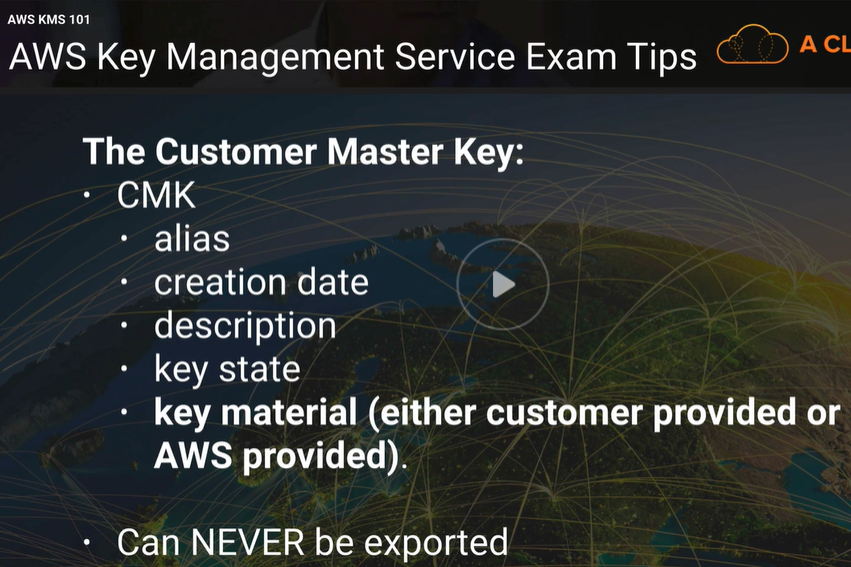 AWS KMS 101
AWS Key Management Service Exam Tips
A CL
The Customer Master Key:
• CMK
• alias
• creation date
• description
• key state
• key material (either customer provided or
AWS provided).
• Can NEVER be exported